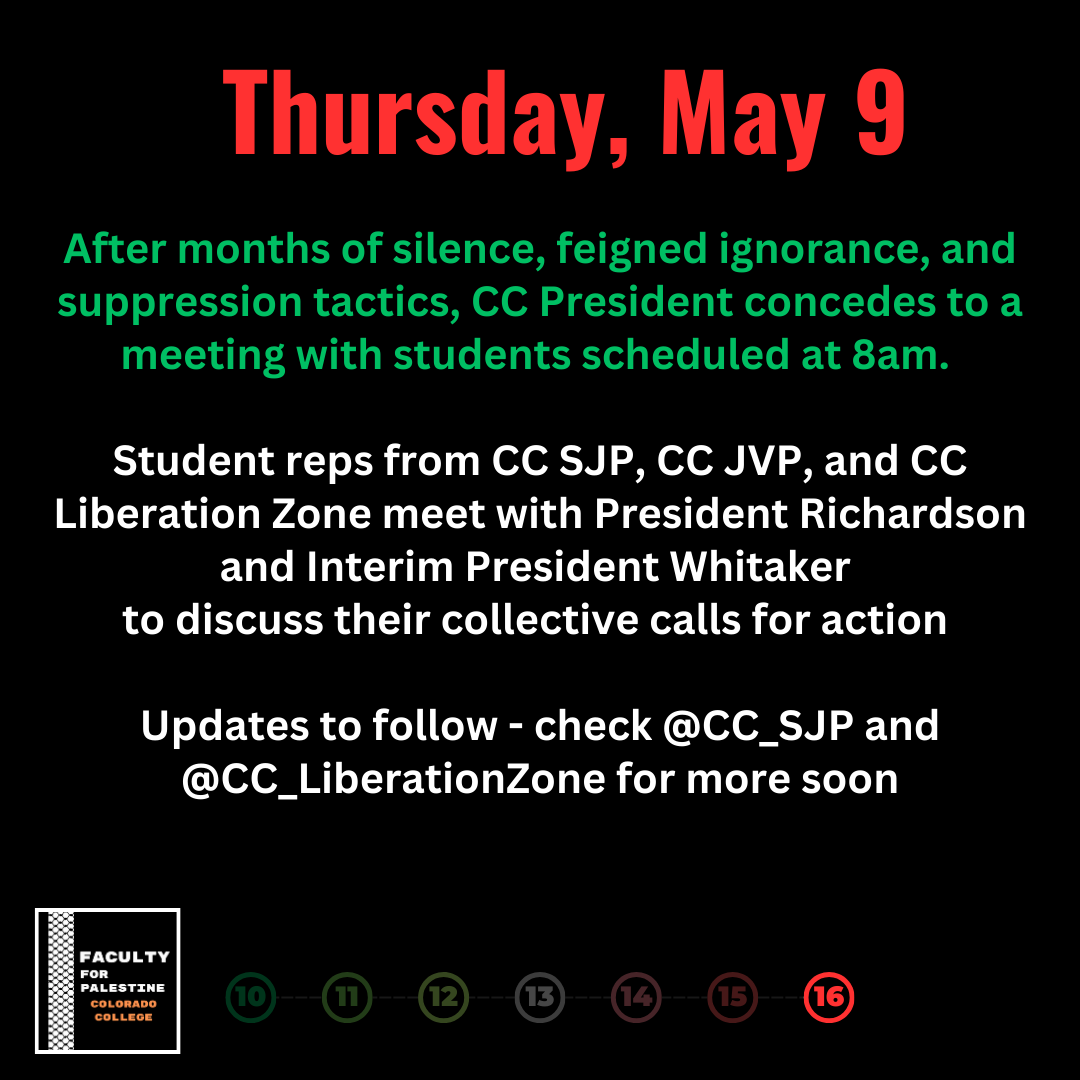 Thursday, May 9
After months of silence, feigned ignorance, and
suppression tactics, CC President concedes to a
meeting with students scheduled at 8am.
Student reps from CC SJP, CC JVP, and CC
Liberation Zone meet with President Richardson
and Interim President Whitaker
to discuss their collective calls for action
Updates to follow - check @CC_SJP and
@CC_LiberationZone for more soon
FACULTY
FOR
PALESTINE
COLORADO
COLLEGE
10 11 12 13 14 15 16